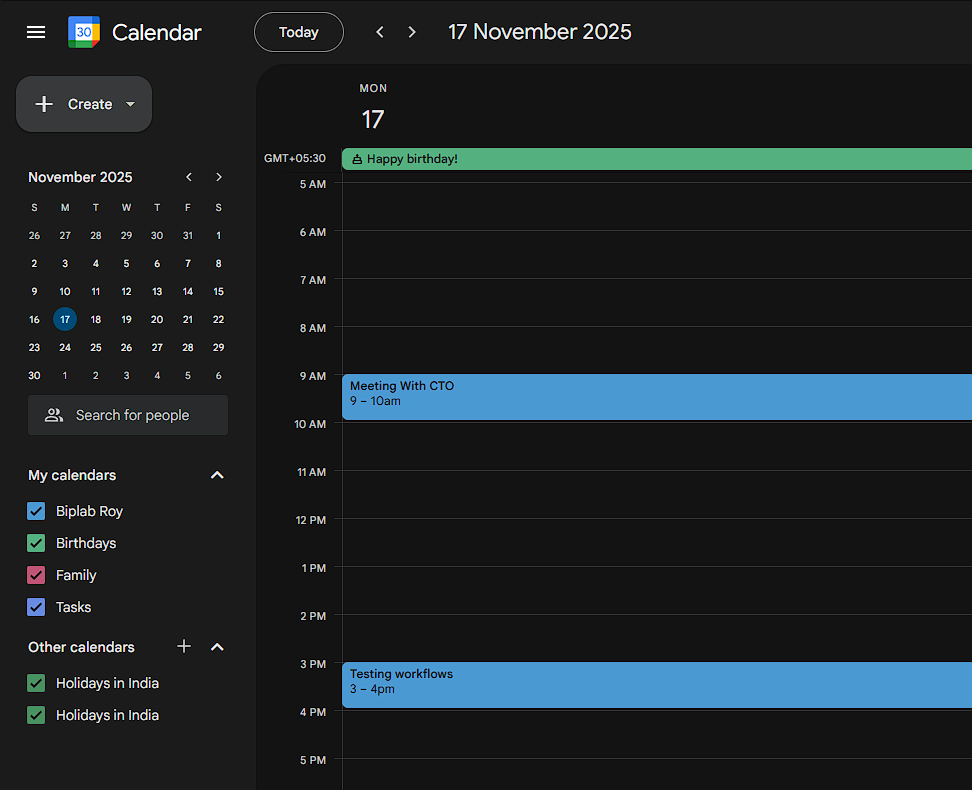 30 Calendar Today 17 November 2025
Create
MON
17
GMT+05:30 Happy birthday!
November 2025
S M T W T F S
26 27 28 29 30 31 1
2 3 4 5 6 7 8
9 10 11 12 13 14 15
16 17 18 19 20 21 22
23 24 25 26 27 28 29
30 1 2 3 4 5 6
Search for people
My calendars
Biplab Roy
Birthdays
Family
Tasks
Other calendars
Holidays in India
Holidays in India
5 AM
6 AM
7 AM
8 AM
9 AM
Meeting With CTO
9 – 10am
10 AM
11 AM
12 PM
1 PM
2 PM
3 PM
Testing workflows
3 – 4pm
4 PM
5 PM